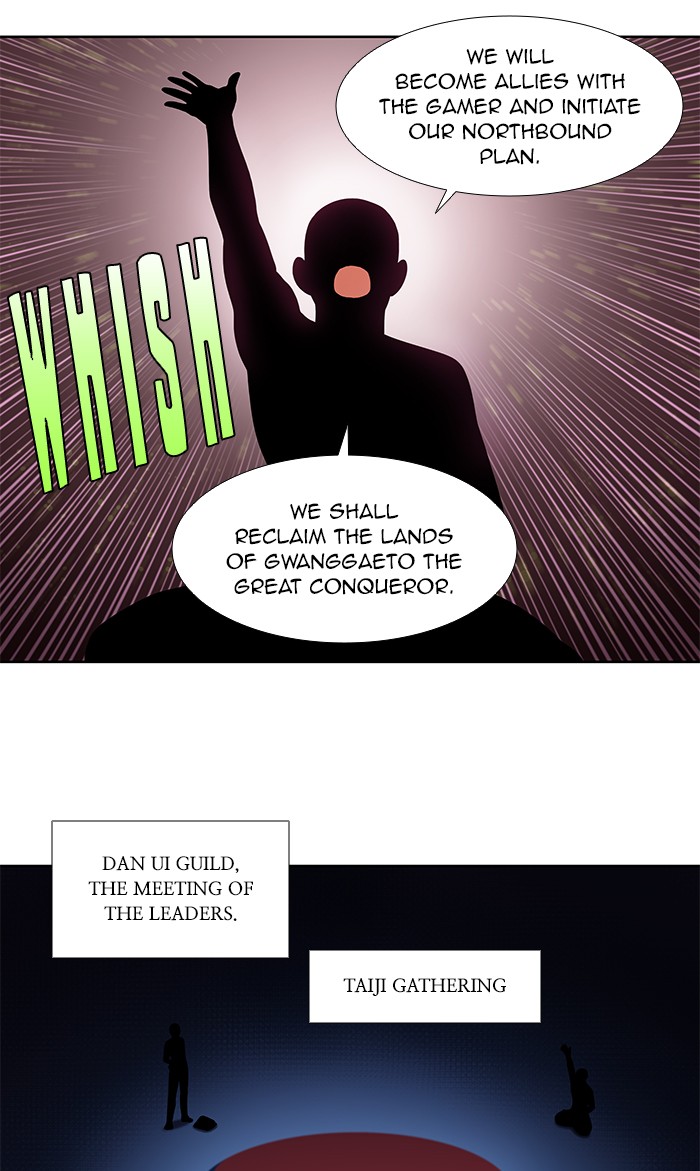 WE WILL
BECOME ALLIES WITH
THE GAMER AND INITIATE
OUR NORTHBOUND
PLAN.
WHISH
WE SHALL
RECLAIM THE LANDS
OF GWANGGAETO THE
GREAT CONQUEROR.
DAN UI GUILD,
THE MEETING OF
THE LEADERS.
TAIJI GATHERING